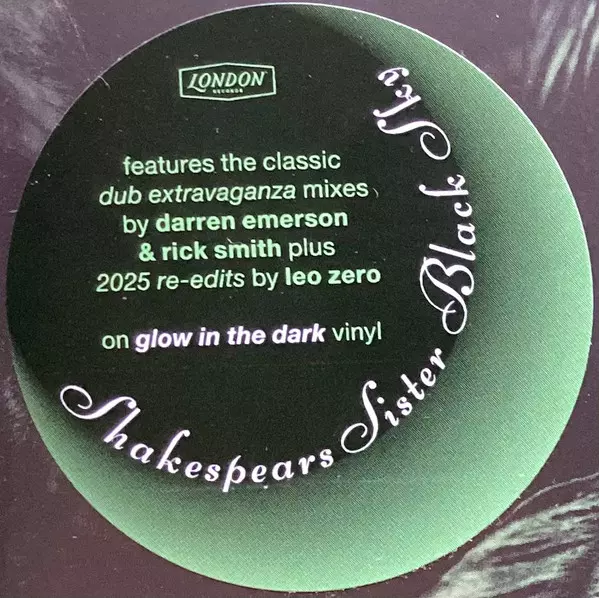 LONDON
RECORDS
features the classic
dub extravaganza mixes
by darren emerson
& rick smith plus
2025 re-edits by leo zero
on glow in the dark vinyl
Shakespears Sister Black Sky